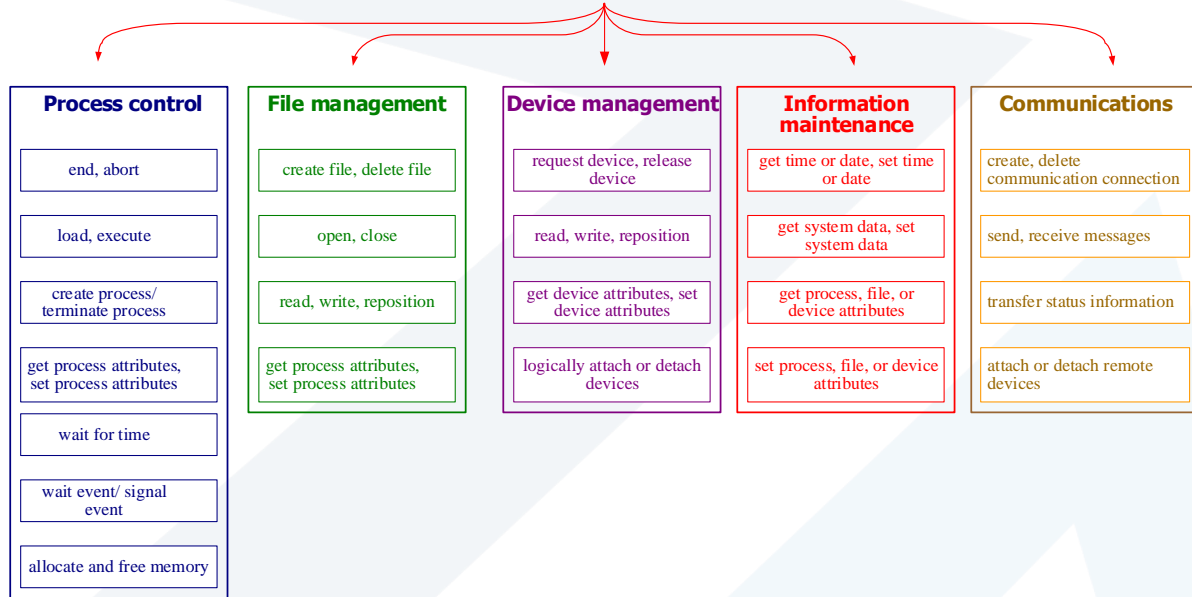 Process control
end, abort
load, execute
create process/
terminate process
get process attributes,
set process attributes
wait for time
wait event/ signal
event
allocate and free memory
File management
create file, delete file
open, close
read, write, reposition
get process attributes,
set process attributes
Device management
request device, release
device
read, write, reposition
get device attributes, set
device attributes
logically attach or detach
devices
Information
maintenance
get time or date, set time
or date
get system data, set
system data
get process, file, or
device attributes
set process, file, or device
attributes
Communications
create, delete
communication connection
send, receive messages
transfer status information
attach or detach remote
devices